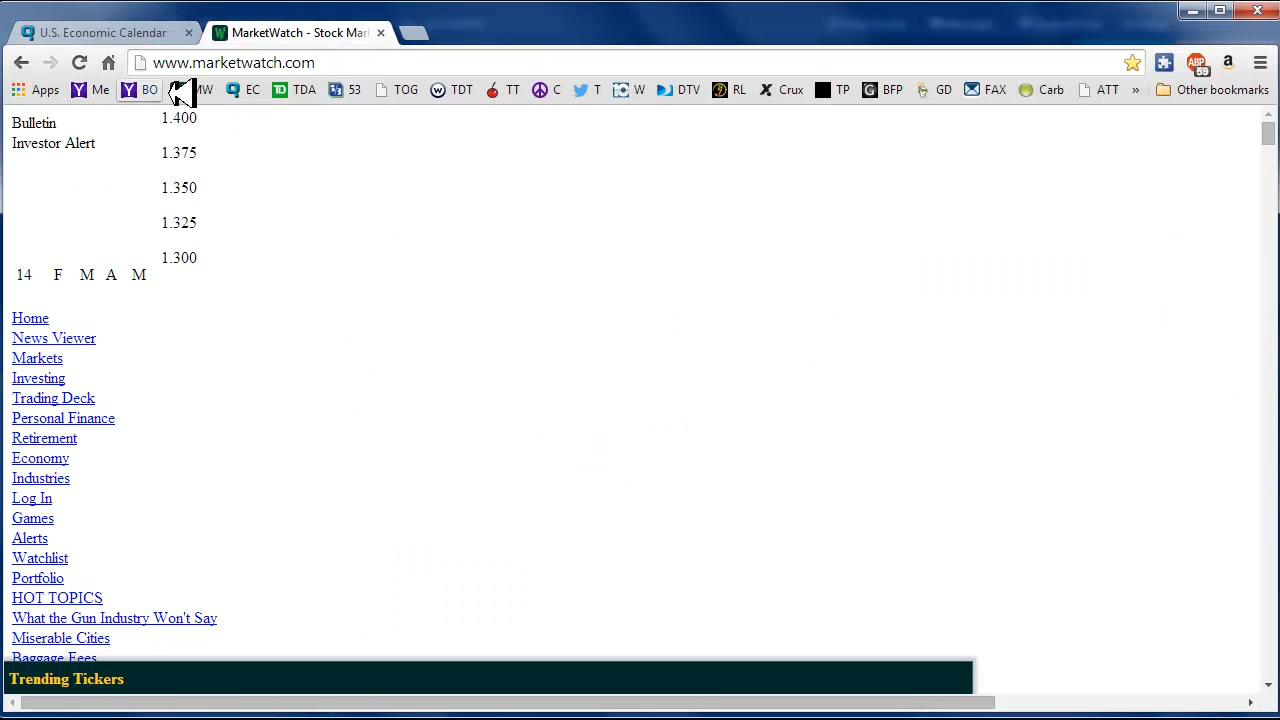 U.S. Economic Calendar
MarketWatch - Stock Mar
www.marketwatch.com
ABP 59
Apps Me BO MW EC TDA 53 TOG TD TT C T W DTV RL Crux TP BFP GD FAX Carb ATT » Other bookmarks
Bulletin
Investor Alert
1.400
1.375
1.350
1.325
1.300
14 F M A M
Home
News Viewer
Markets
Investing
Trading Deck
Personal Finance
Retirement
Economy
Industries
Log In
Games
Alerts
Watchlist
Portfolio
HOT TOPICS
What the Gun Industry Won't Say
Miserable Cities
Baggage Fees
Trending Tickers